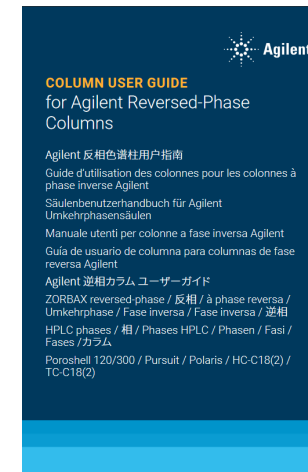 Agilent
COLUMN USER GUIDE
for Agilent Reversed-Phase
Columns
Agilent 反相色谱柱用户指南
Guide d'utilisation des colonnes pour les colonnes à
phase inverse Agilent
Säulenbenutzerhandbuch für Agilent
Umkehrphasensäulen
Manuale utenti per colonne a fase inversa Agilent
Guía de usuario de columna para columnas de fase
reversa Agilent
Agilent 逆相カラム ユーザーガイド
ZORBAX reversed-phase / 反相 / à phase reversa /
Umkehrphase / Fase inversa / Fase inversa / 逆相
HPLC phases / 相 / Phases HPLC / Phasen / Fasi /
Fases /カラム
Poroshell 120/300 / Pursuit / Polaris / HC-C18(2) /
TC-C18(2)